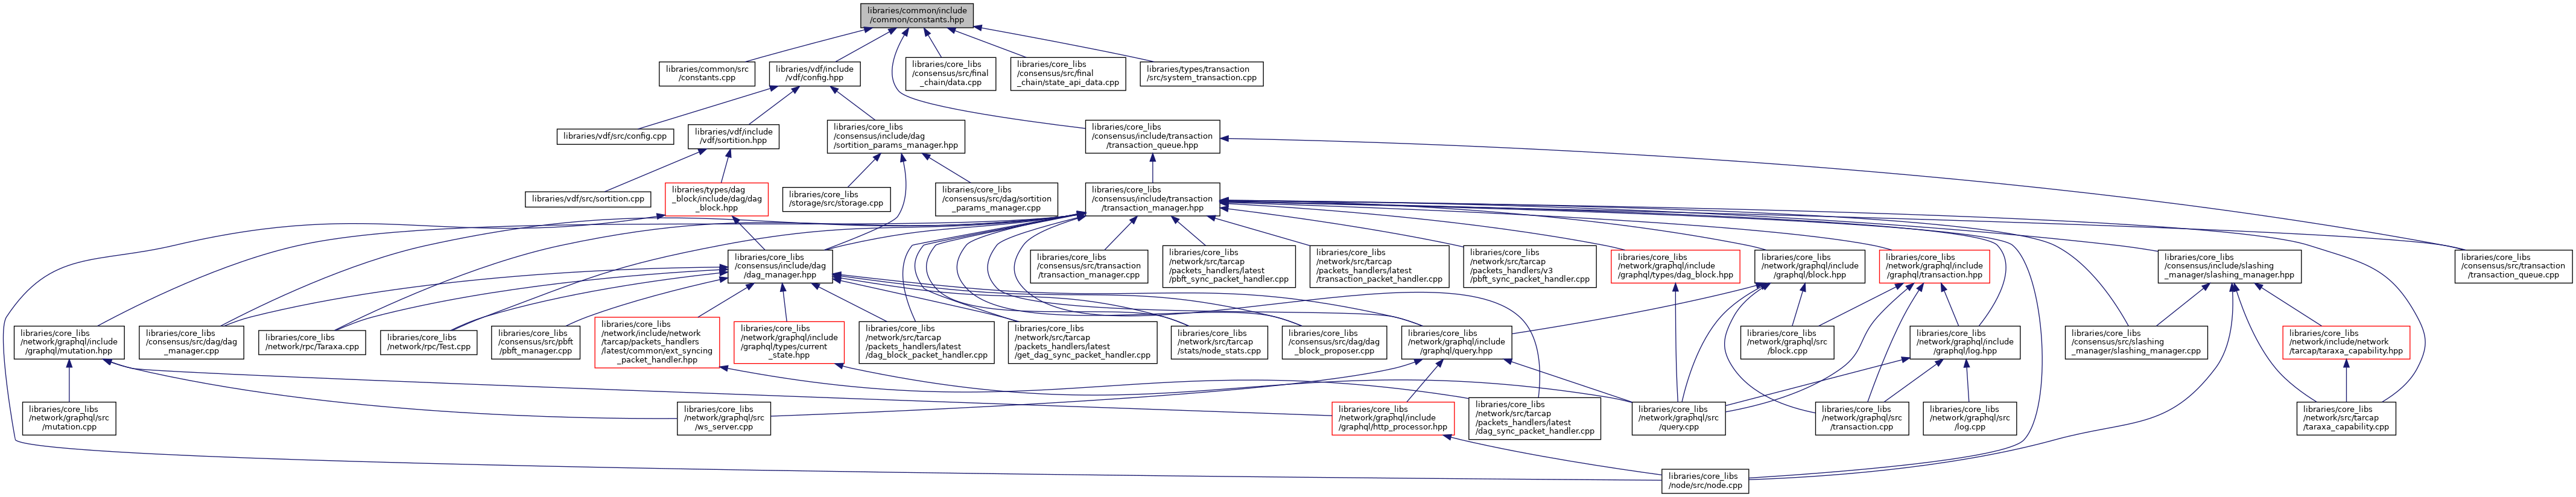 libraries/common/include
/common/constants.hpp
libraries/common/src
/constants.cpp
libraries/vdf/include
/vdf/config.hpp
libraries/core_libs
/consensus/src/final
_chain/data.cpp
libraries/core_libs
/consensus/src/final
_chain/state_api_data.cpp
libraries/types/transaction
/src/system_transaction.cpp
libraries/vdf/src/config.cpp
libraries/vdf/include
/vdf/sortition.hpp
libraries/core_libs
/consensus/include/dag
/sortition_params_manager.hpp
libraries/core_libs
/consensus/include/transaction
/transaction_queue.hpp
libraries/vdf/src/sortition.cpp
libraries/types/dag
_block/include/dag/dag
_block.hpp
libraries/core_libs
/storage/src/storage.cpp
libraries/core_libs
/consensus/src/dag/sortition
_params_manager.cpp
libraries/core_libs
/consensus/include/transaction
/transaction_manager.hpp
libraries/core_libs
/consensus/include/dag
/dag_manager.hpp
libraries/core_libs
/consensus/src/transaction
/transaction_manager.cpp
libraries/core_libs
/network/src/tarcap
/packets_handlers/latest
/pbft_sync_packet_handler.cpp
libraries/core_libs
/network/src/tarcap
/packets_handlers/latest
/transaction_packet_handler.cpp
libraries/core_libs
/network/src/tarcap
/packets_handlers/v3
/pbft_sync_packet_handler.cpp
libraries/core_libs
/network/graphql/include
/graphql/types/dag_block.hpp
libraries/core_libs
/network/graphql/include
/graphql/block.hpp
libraries/core_libs
/network/graphql/include
/graphql/transaction.hpp
libraries/core_libs
/consensus/include/slashing
_manager/slashing_manager.hpp
libraries/core_libs
/consensus/src/transaction
/transaction_queue.cpp
libraries/core_libs
/network/graphql/include
/graphql/mutation.hpp
libraries/core_libs
/consensus/src/dag/dag
_manager.cpp
libraries/core_libs
/network/rpc/Taraxa.cpp
libraries/core_libs
/network/rpc/Test.cpp
libraries/core_libs
/consensus/src/pbft
/pbft_manager.cpp
libraries/core_libs
/network/include/network
/tarcap/packets_handlers
/latest/common/ext_syncing
_packet_handler.hpp
libraries/core_libs
/network/graphql/include
/graphql/types/current
_state.hpp
libraries/core_libs
/network/src/tarcap
/packets_handlers/latest
/dag_block_packet_handler.cpp
libraries/core_libs
/network/src/tarcap
/packets_handlers/latest
/get_dag_sync_packet_handler.cpp
libraries/core_libs
/network/src/tarcap
/stats/node_stats.cpp
libraries/core_libs
/consensus/src/dag/dag
_block_proposer.cpp
libraries/core_libs
/network/graphql/include
/graphql/query.hpp
libraries/core_libs
/network/graphql/src
/block.cpp
libraries/core_libs
/network/graphql/include
/graphql/log.hpp
libraries/core_libs
/consensus/src/slashing
_manager/slashing_manager.cpp
libraries/core_libs
/network/include/network
/tarcap/taraxa_capability.hpp
libraries/core_libs
/network/graphql/src
/mutation.cpp
libraries/core_libs
/network/graphql/src
/ws_server.cpp
libraries/core_libs
/network/graphql/include
/graphql/http_processor.hpp
libraries/core_libs
/network/src/tarcap
/packets_handlers/latest
/dag_sync_packet_handler.cpp
libraries/core_libs
/network/graphql/src
/query.cpp
libraries/core_libs
/network/graphql/src
/transaction.cpp
libraries/core_libs
/network/graphql/src
/log.cpp
libraries/core_libs
/network/src/tarcap
/taraxa_capability.cpp
libraries/core_libs
/node/src/node.cpp